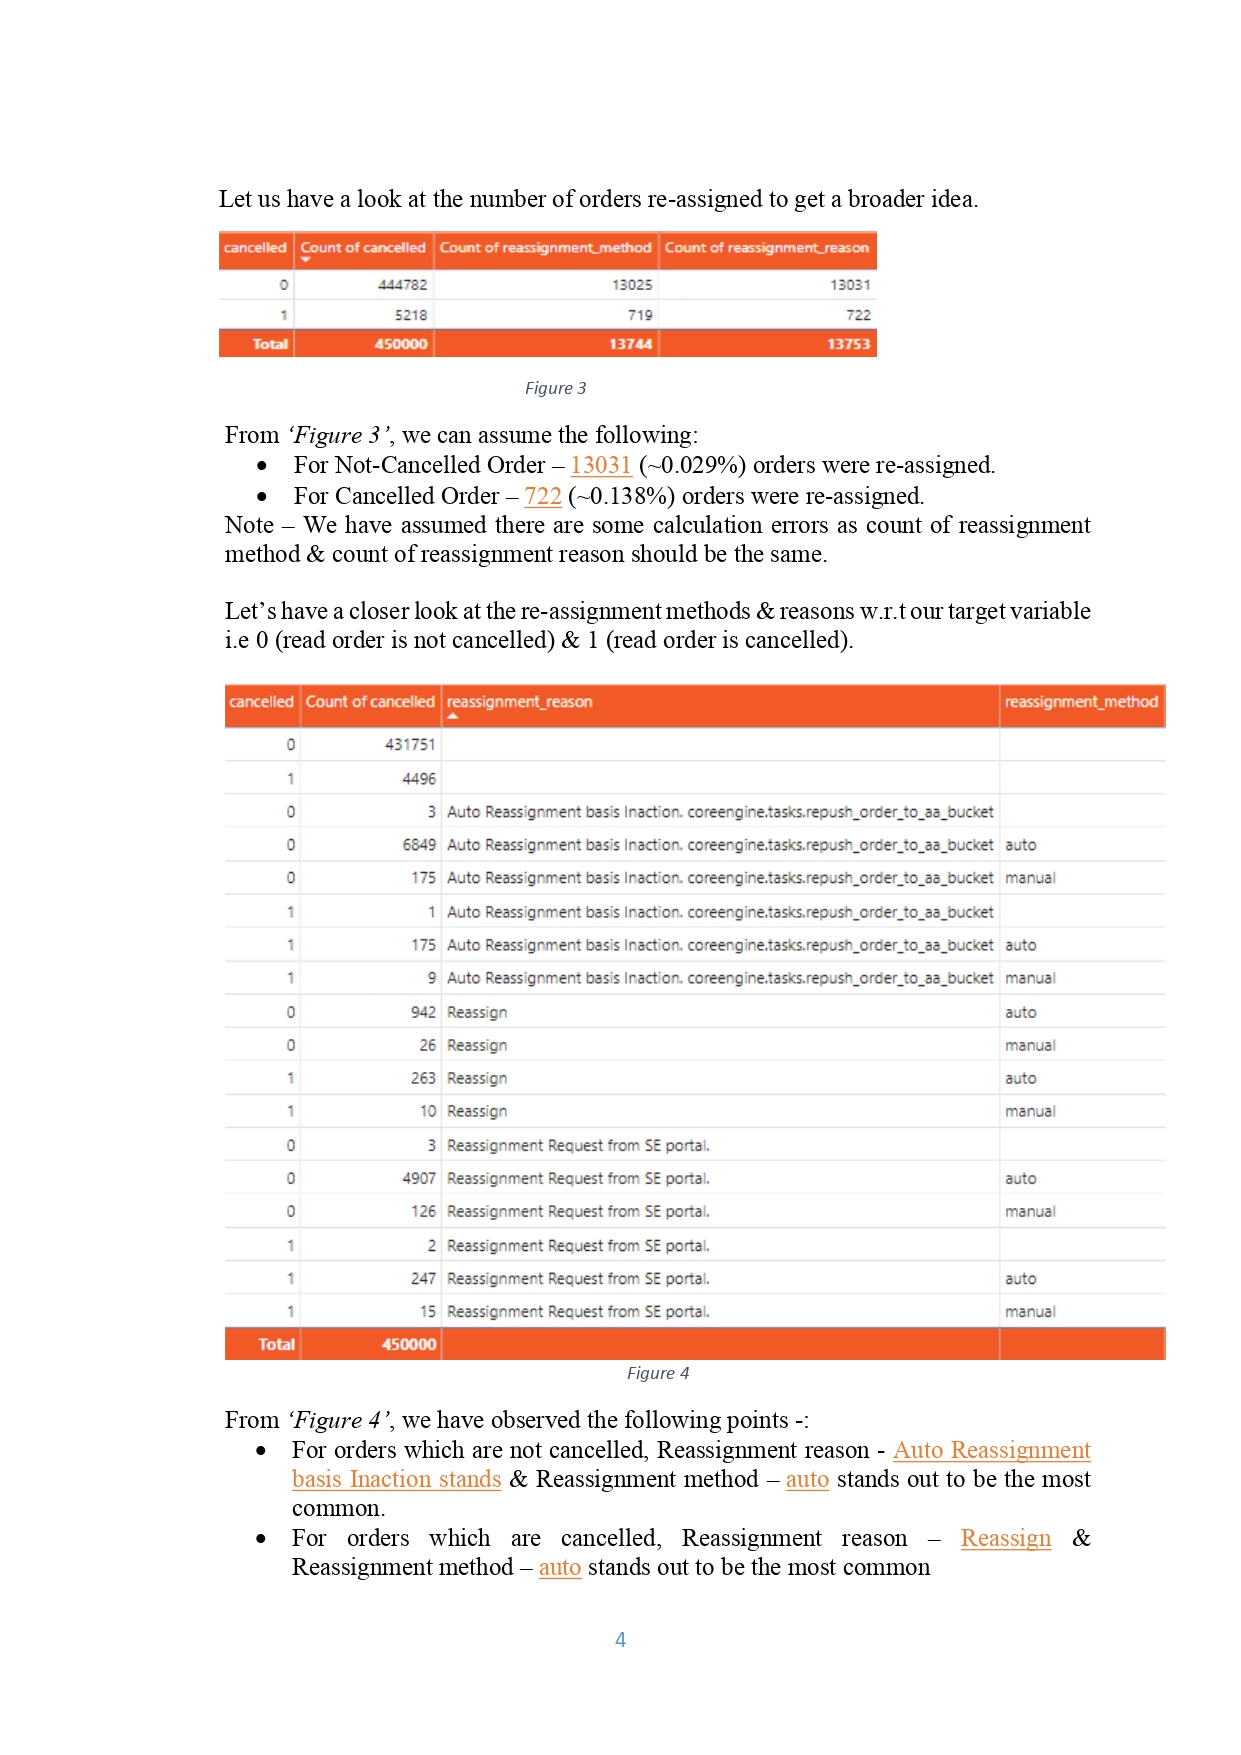 Let us have a look at the number of orders re-assigned to get a broader idea.
cancelled Count of cancelled Count of reassignment_method Count of reassignment_reason
0 444782 13025 13031
1 5218 719 722
Total 450000 13744 13753
Figure 3
From ‘Figure 3’, we can assume the following:
• For Not-Cancelled Order – 13031 (~0.029%) orders were re-assigned.
• For Cancelled Order – 722 (~0.138%) orders were re-assigned.
Note – We have assumed there are some calculation errors as count of reassignment
method & count of reassignment reason should be the same.
Let’s have a closer look at the re-assignment methods & reasons w.r.t our target variable
i.e 0 (read order is not cancelled) & 1 (read order is cancelled).
cancelled Count of cancelled reassignment_reason reassignment_method
0 431751
1 4496
0 3 Auto Reassignment basis Inaction. coreengine.tasks.repush_order_to_aa_bucket
0 6849 Auto Reassignment basis Inaction. coreengine.tasks.repush_order_to_aa_bucket auto
0 175 Auto Reassignment basis Inaction. coreengine.tasks.repush_order_to_aa_bucket manual
1 1 Auto Reassignment basis Inaction. coreengine.tasks.repush_order_to_aa_bucket
1 175 Auto Reassignment basis Inaction. coreengine.tasks.repush_order_to_aa_bucket auto
1 9 Auto Reassignment basis Inaction. coreengine.tasks.repush_order_to_aa_bucket manual
0 942 Reassign auto
0 26 Reassign manual
1 263 Reassign auto
1 10 Reassign manual
0 3 Reassignment Request from SE portal.
0 4907 Reassignment Request from SE portal. auto
0 126 Reassignment Request from SE portal. manual
1 2 Reassignment Request from SE portal.
1 247 Reassignment Request from SE portal. auto
1 15 Reassignment Request from SE portal. manual
Total 450000
Figure 4
From ‘Figure 4’, we have observed the following points -:
• For orders which are not cancelled, Reassignment reason - Auto Reassignment
basis Inaction stands & Reassignment method – auto stands out to be the most
common.
• For orders which are cancelled, Reassignment reason – Reassign &
Reassignment method – auto stands out to be the most common
4